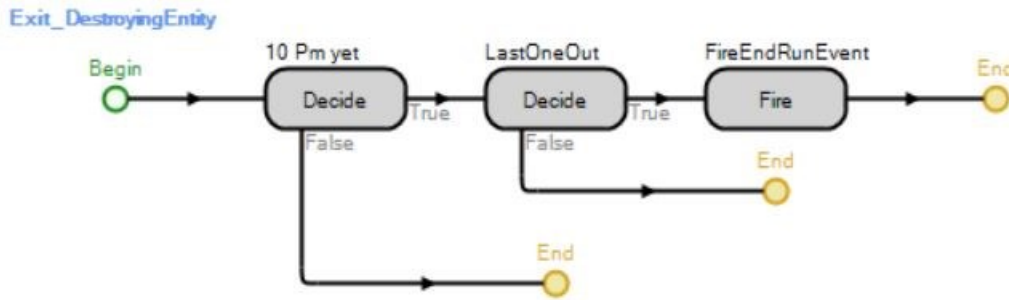 Exit_DestroyingEntity
Begin
10 Pm yet
Decide
True
False
LastOneOut
Decide
True
False
FireEndRunEvent
Fire
End
End
End